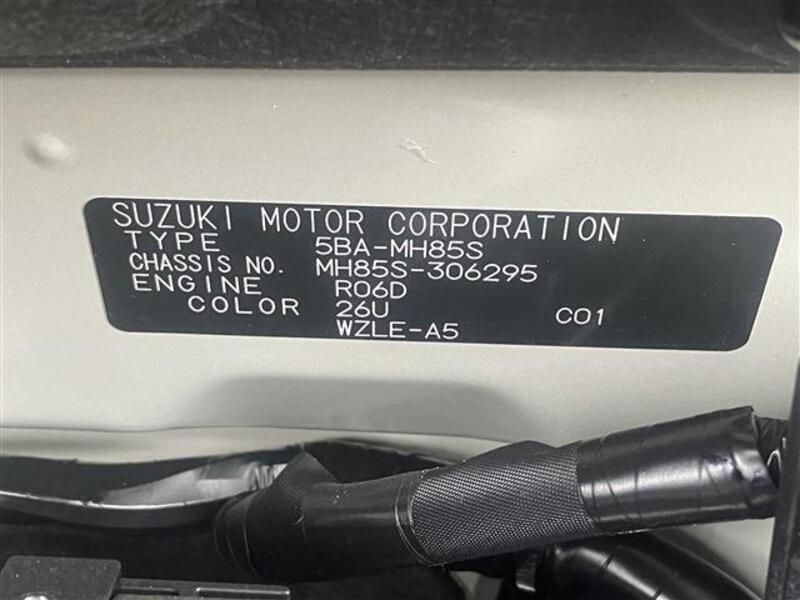 SUZUKI MOTOR CORPORATION
TYPE 5BA-MH85S
CHASSIS NO. MH85S-306295
ENGINE R06D
COLOR 26U C01
WZLE-A5